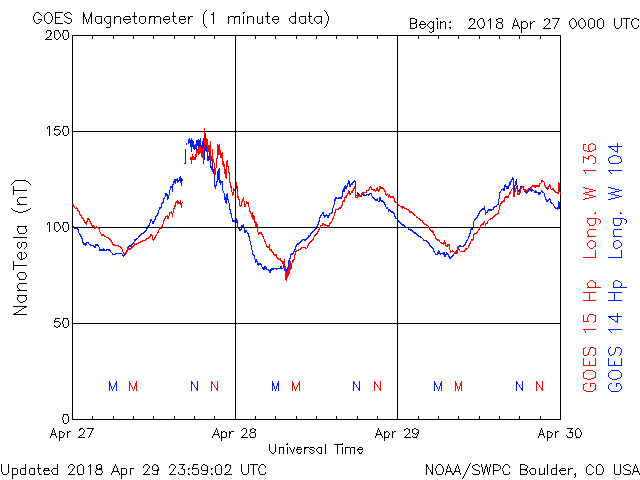 GOES Magnetometer (1 minute data)
Begin: 2018 Apr 27 0000 UTC
200
150
100
50
0
NanoTesla (nT)
M M N N M M N N M M N N
Apr 27 Apr 28 Apr 29 Apr 30
Universal Time
GOES 15 Hp Long. W 136
GOES 14 Hp Long. W 104
Updated 2018 Apr 29 23:59:02 UTC
NOAA/SWPC Boulder, CO USA